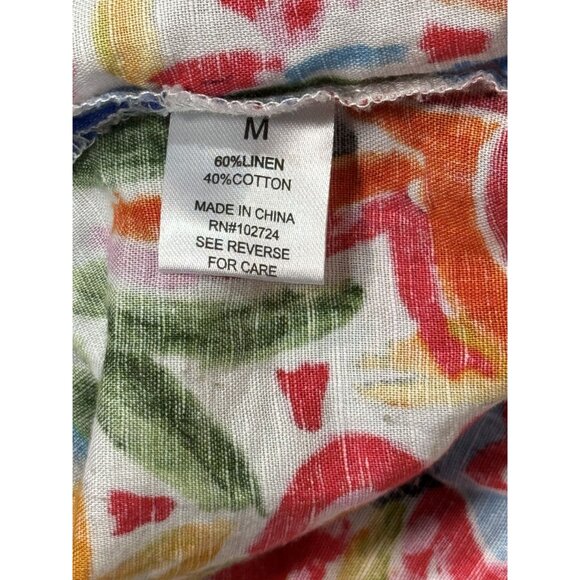 M
60%LINEN
40%COTTON
MADE IN CHINA
RN#102724
SEE REVERSE
FOR CARE